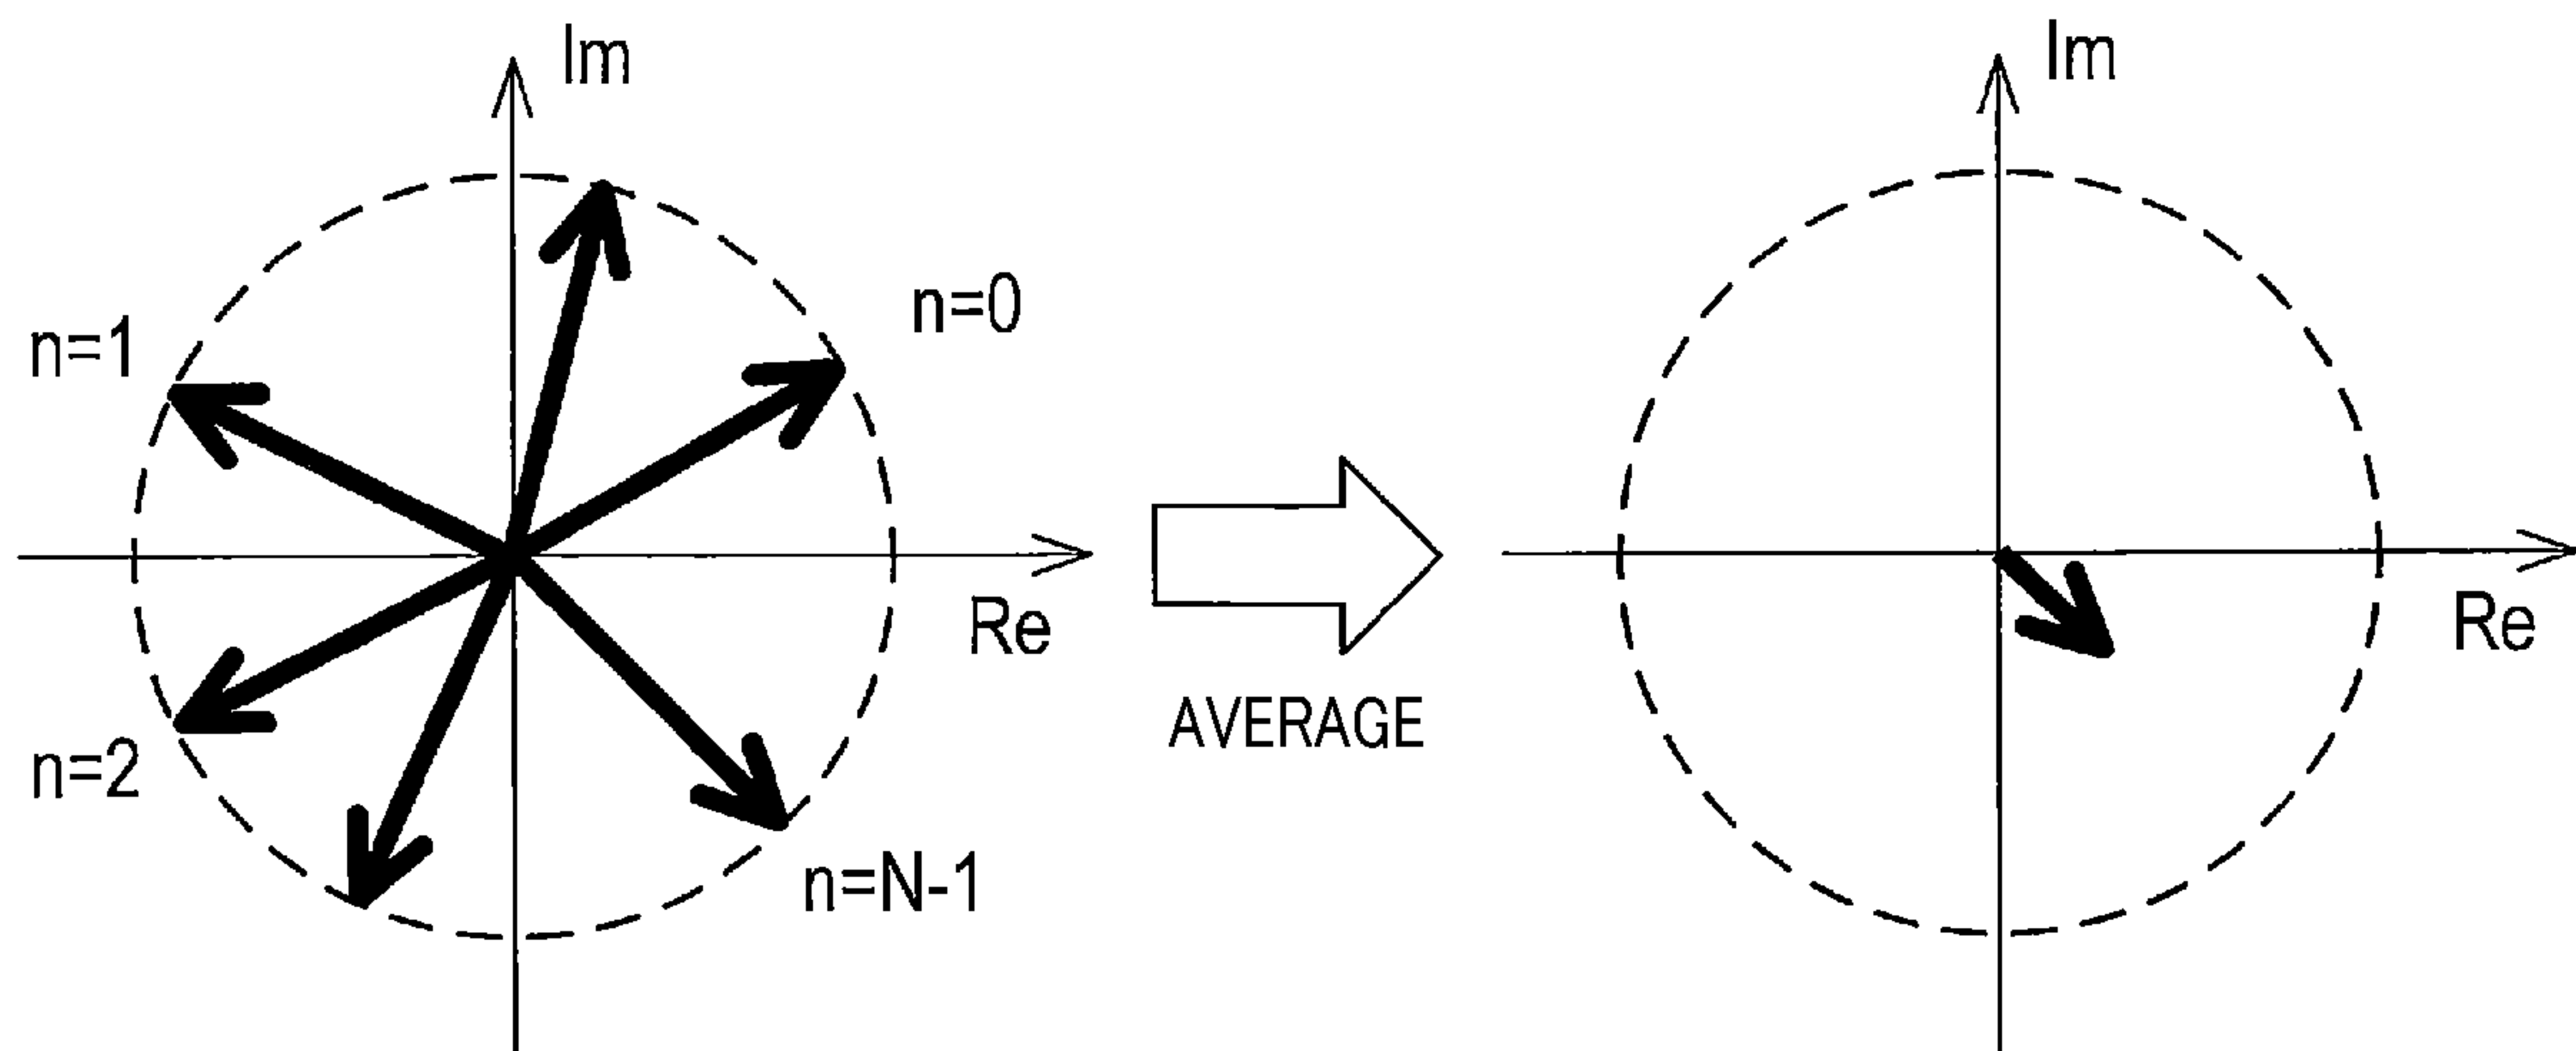 Im
n=0
n=1
Re
n=2
n=N-1
AVERAGE
Im
Re